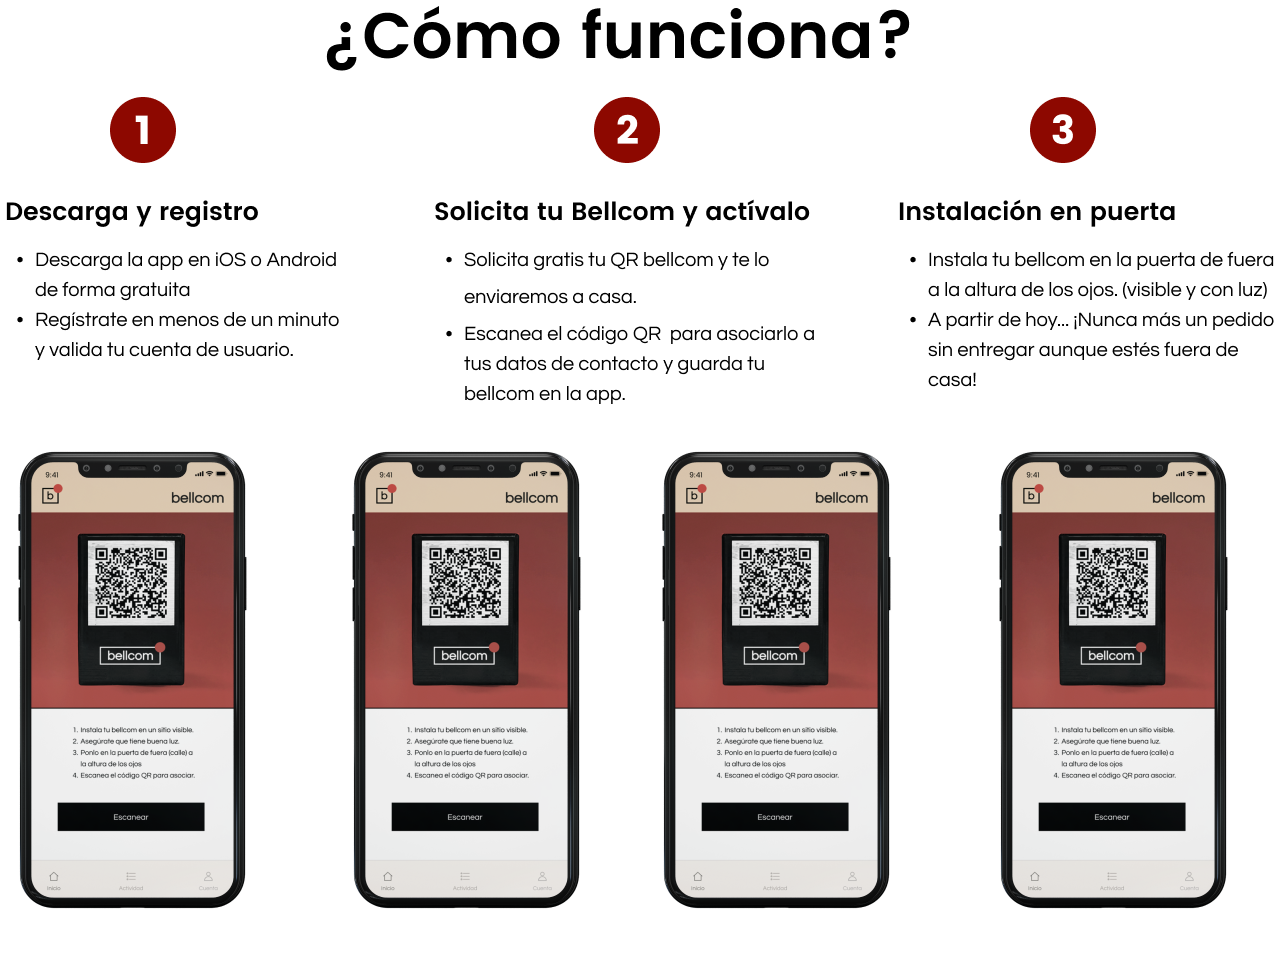 ¿Cómo funciona?
1
2
3
Descarga y registro
• Descarga la app en iOS o Android
de forma gratuita
• Regístrate en menos de un minuto
y valida tu cuenta de usuario.
Solicita tu Bellcom y actívalo
• Solicita gratis tu QR bellcom y te lo
enviaremos a casa.
• Escanea el código QR  para asociarlo a
tus datos de contacto y guarda tu
bellcom en la app.
Instalación en puerta
• Instala tu bellcom en la puerta de fuera
a la altura de los ojos. (visible y con luz)
• A partir de hoy... ¡Nunca más un pedido
sin entregar aunque estés fuera de
casa!
9:41
b
bellcom
bellcom
1. Instala tu bellcom en un sitio visible.
2. Asegúrate que tiene buena luz.
3. Ponlo en la puerta de fuera (calle) a
la altura de los ojos
4. Escanea el código QR para asociar.
Escanear
Inicio
Actividad
Cuenta
9:41
b
bellcom
bellcom
1. Instala tu bellcom en un sitio visible.
2. Asegúrate que tiene buena luz.
3. Ponlo en la puerta de fuera (calle) a
la altura de los ojos
4. Escanea el código QR para asociar.
Escanear
Inicio
Actividad
Cuenta
9:41
b
bellcom
bellcom
1. Instala tu bellcom en un sitio visible.
2. Asegúrate que tiene buena luz.
3. Ponlo en la puerta de fuera (calle) a
la altura de los ojos
4. Escanea el código QR para asociar.
Escanear
Inicio
Actividad
Cuenta
9:41
b
bellcom
bellcom
1. Instala tu bellcom en un sitio visible.
2. Asegúrate que tiene buena luz.
3. Ponlo en la puerta de fuera (calle) a
la altura de los ojos
4. Escanea el código QR para asociar.
Escanear
Inicio
Actividad
Cuenta